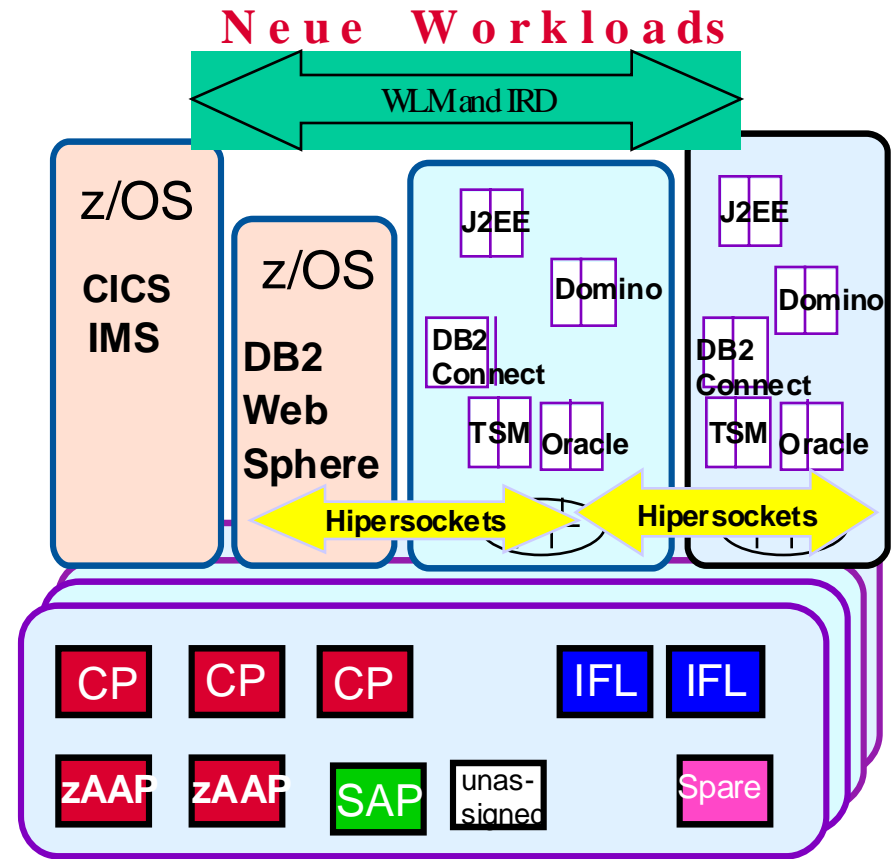 Neue Workloads
WLM and IRD
z/OS
CICS
IMS
z/OS
DB2
Web
Sphere
J2EE
Domino
DB2
Connect
TSM
Oracle
J2EE
Domino
DB2
Connect
TSM
Oracle
Hipersockets
Hipersockets
CP
CP
CP
IFL
IFL
zAAP
zAAP
SAP
unas-
signed
Spare